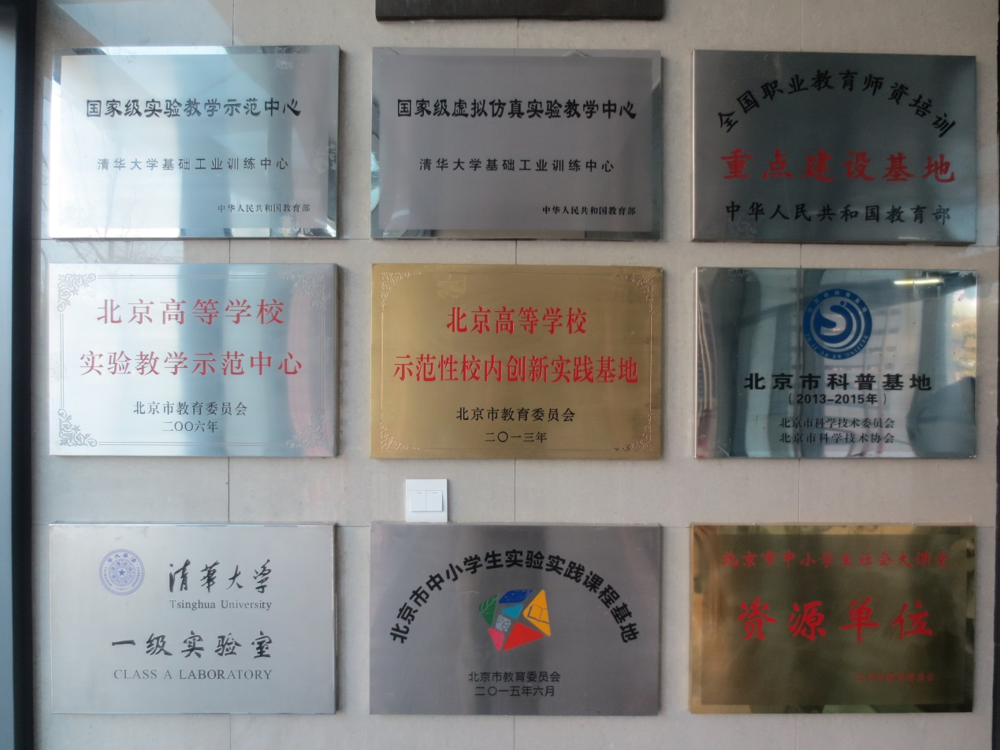 国家级实验教学示范中心
清华大学基础工业训练中心
中华人民共和国教育部
国家级虚拟仿真实验教学中心
清华大学基础工业训练中心
中华人民共和国教育部
全国职业教育师资培训
重点建设基地
中华人民共和国教育部
北京高等学校
实验教学示范中心
北京市教育委员会
二〇〇六年
北京高等学校
示范性校内创新实践基地
北京市教育委员会
二〇一三年
北京市科普基地
(2013-2015年)
北京市科学技术委员会
北京市科学技术协会
清华大学
Tsinghua University
一级实验室
CLASS A LABORATORY
北京市中小学生实验实践课程基地
北京市教育委员会
二〇一五年六月
北京市中小学生社会大课堂
资源单位